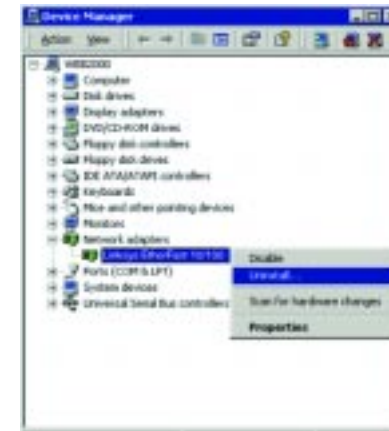 Device Manager
Action View
WEB2000
Computer
Disk drives
Display adapters
DVD/CD-ROM drives
Floppy disk controllers
Floppy disk drives
IDE ATA/ATAPI controllers
Keyboards
Mice and other pointing devices
Monitors
Network adapters
Linksys EtherFast 10/100
Ports (COM & LPT)
System devices
Universal Serial Bus controllers
Disable
Uninstall...
Scan for hardware changes
Properties